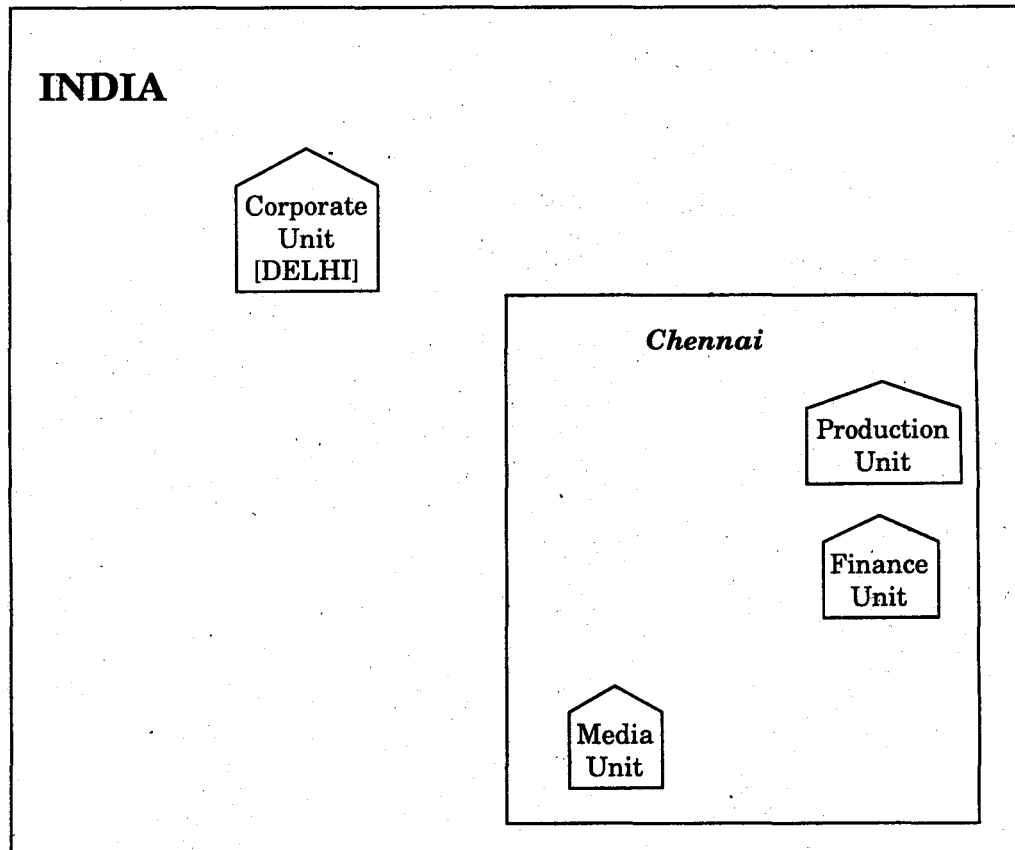 INDIA
Corporate
Unit
[DELHI]
Chennai
Production
Unit
Finance
Unit
Media
Unit